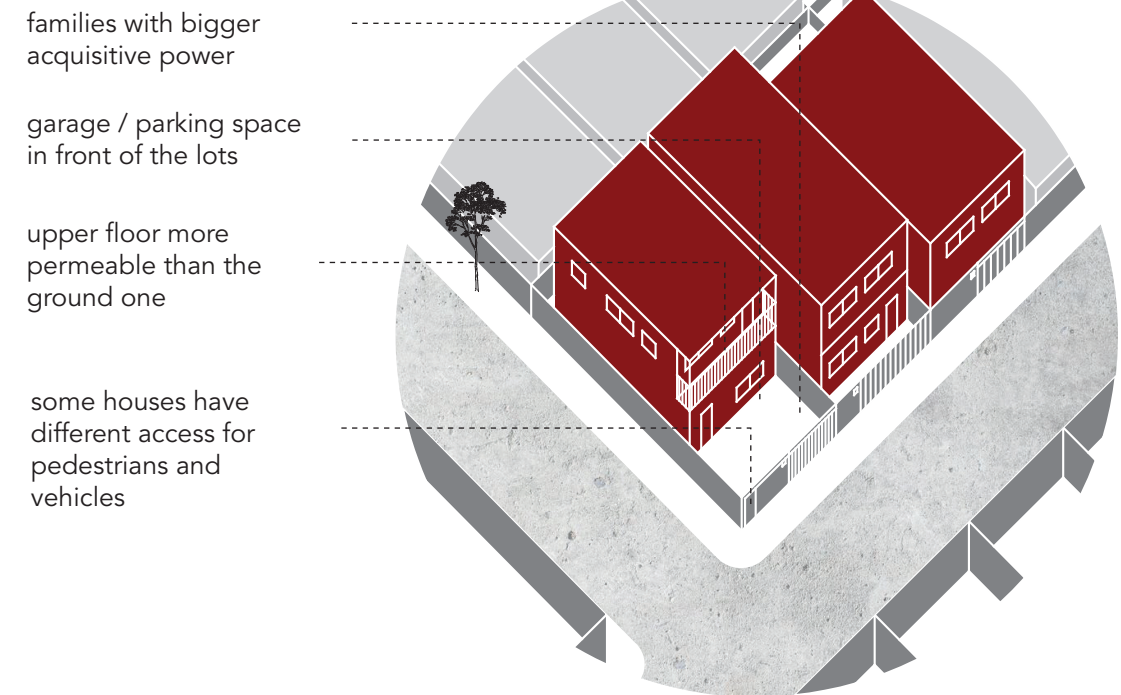 families with bigger
acquisitive power
garage / parking space
in front of the lots
upper floor more
permeable than the
ground one
some houses have
different access for
pedestrians and
vehicles